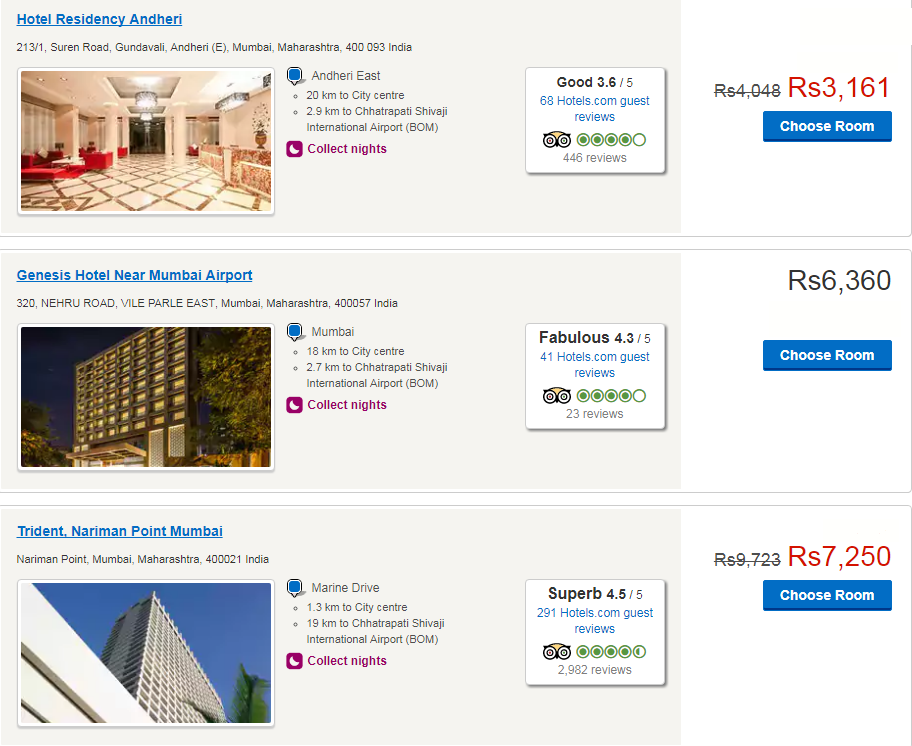 Hotel Residency Andheri
213/1, Suren Road, Gundavali, Andheri (E), Mumbai, Maharashtra, 400 093 India
Andheri East
20 km to City centre
2.9 km to Chhatrapati Shivaji
International Airport (BOM)
Collect nights
Good 3.6 / 5
68 Hotels.com guest
reviews
446 reviews
Rs4,048 Rs3,161
Choose Room
Genesis Hotel Near Mumbai Airport
320, NEHRU ROAD, VILE PARLE EAST, Mumbai, Maharashtra, 400057 India
Mumbai
18 km to City centre
2.7 km to Chhatrapati Shivaji
International Airport (BOM)
Collect nights
Fabulous 4.3 / 5
41 Hotels.com guest
reviews
23 reviews
Rs6,360
Choose Room
Trident, Nariman Point Mumbai
Nariman Point, Mumbai, Maharashtra, 400021 India
Marine Drive
1.3 km to City centre
19 km to Chhatrapati Shivaji
International Airport (BOM)
Collect nights
Superb 4.5 / 5
291 Hotels.com guest
reviews
2,982 reviews
Rs9,723 Rs7,250
Choose Room